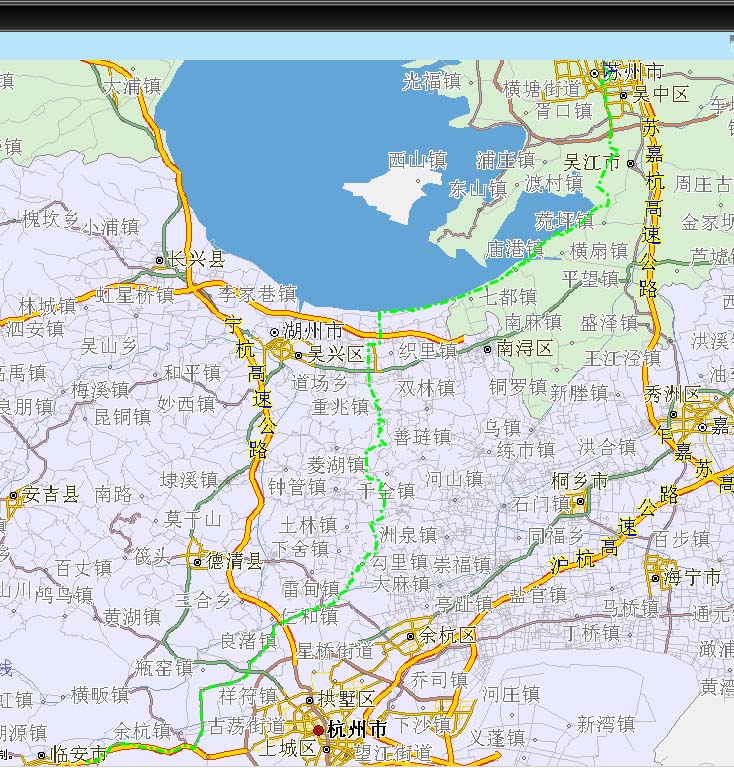 光福镇
苏州市
大浦镇
横塘街道
吴中区
胥口镇
苏嘉杭高速公路
西山镇
浦庄镇
吴江市
东山镇
渡村镇
周庄古
槐坎乡
小浦镇
菀坪镇
金家坝
庙港镇
横扇镇
长兴县
芦墟镇
平望镇
林城镇
虹星桥镇
李家巷镇
七都镇
泗安镇
湖州市
南麻镇
盛泽镇
宁杭高速公路
吴山乡
吴兴区
织里镇
南浔区
王江泾镇
洪溪镇
高禹镇
和平镇
道场乡
双林镇
铜罗镇
新塍镇
秀洲区
梅溪镇
良朋镇
昆铜镇
妙西镇
重兆镇
善琏镇
乌镇
练市镇
洪合镇
菱湖镇
埭溪镇
河山镇
桐乡市
安吉县
南路
钟管镇
千金镇
石门镇
莫干山
土林镇
洲泉镇
同福乡
百步镇
沪杭高速公路
筏头
德清县
下舍镇
勾里镇
崇福镇
百丈镇
大麻镇
海宁市
山川
鸬鸟镇
三合乡
雷甸镇
亭趾镇
盐官镇
马桥镇
通元
黄湖镇
仁和镇
良渚镇
余杭区
丁桥镇
澉浦
瓶窑镇
星桥街道
乔司镇
黄湾
横畈镇
祥符镇
拱墅区
河庄镇
余杭镇
古荡街道
杭州市
下沙镇
新湾镇
义蓬镇
临安市
上城区
望江街道